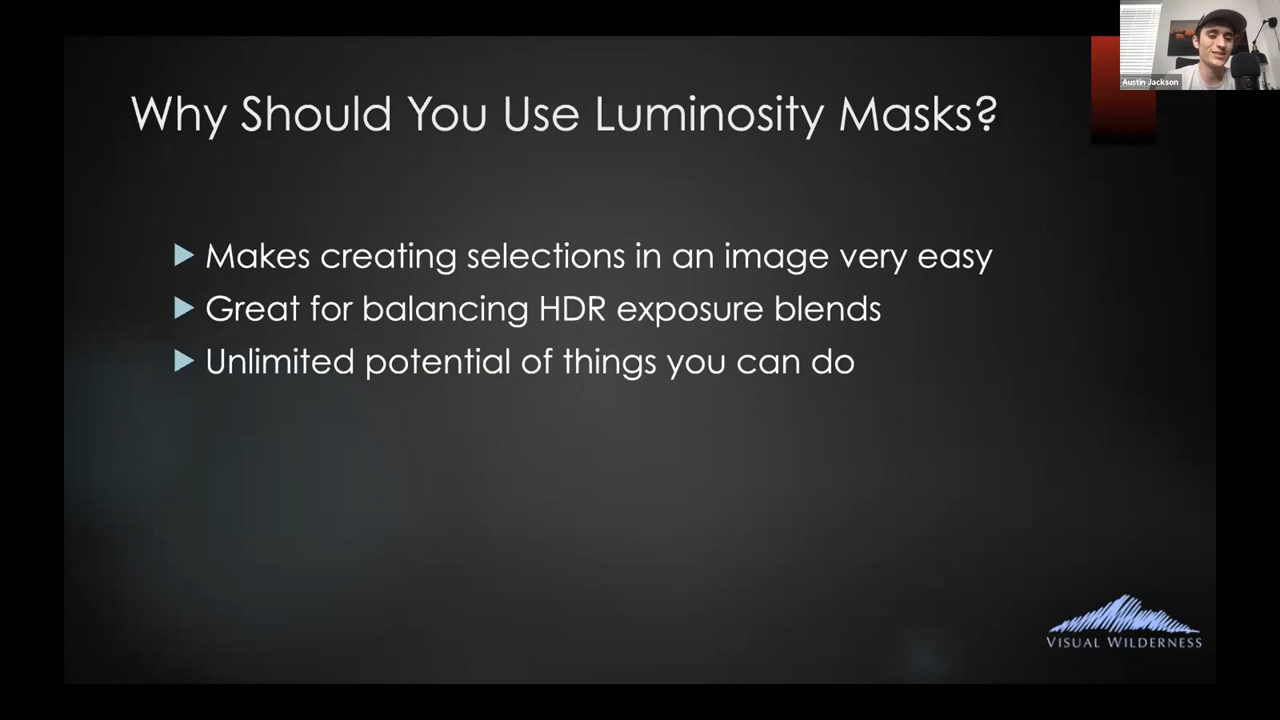 Why Should You Use Luminosity Masks?
Makes creating selections in an image very easy
Great for balancing HDR exposure blends
Unlimited potential of things you can do
Austin Jackson
VISUAL WILDERNESS